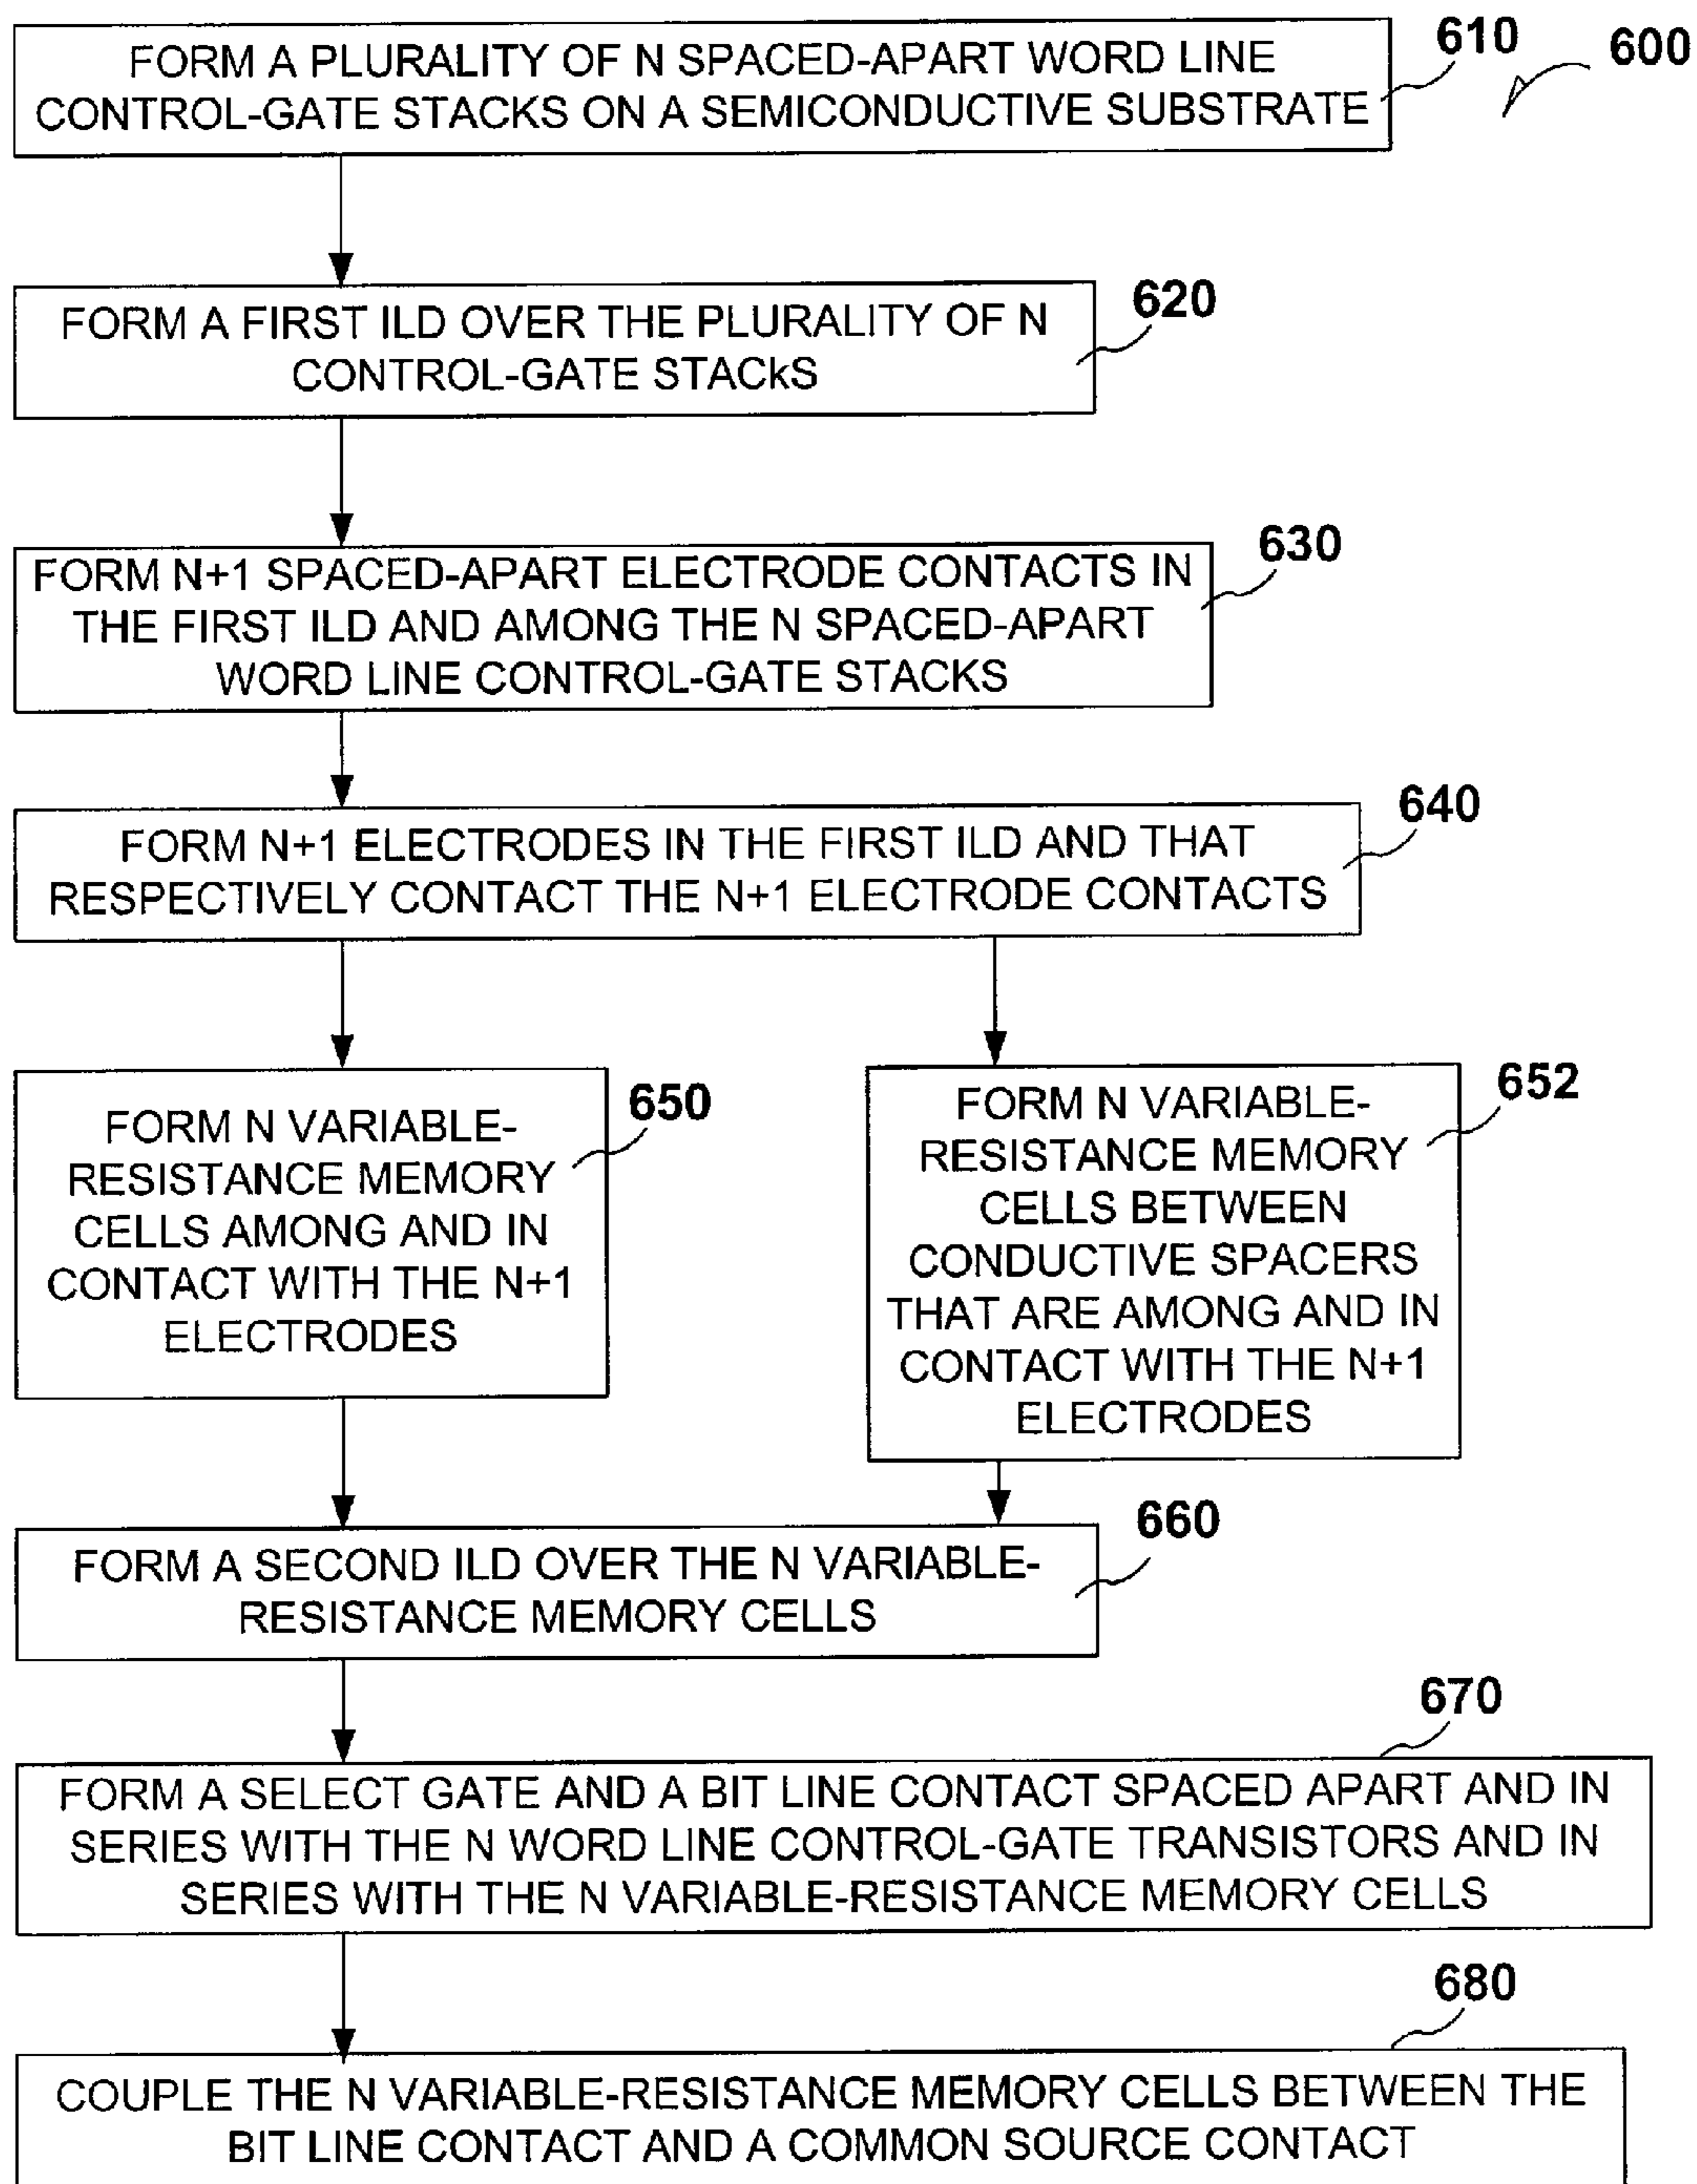 FORM A PLURALITY OF N SPACED-APART WORD LINE
CONTROL-GATE STACKS ON A SEMICONDUCTIVE SUBSTRATE
610
600
FORM A FIRST ILD OVER THE PLURALITY OF N
CONTROL-GATE STACkS
620
FORM N+1 SPACED-APART ELECTRODE CONTACTS IN
THE FIRST ILD AND AMONG THE N SPACED-APART
WORD LINE CONTROL-GATE STACKS
630
FORM N+1 ELECTRODES IN THE FIRST ILD AND THAT
RESPECTIVELY CONTACT THE N+1 ELECTRODE CONTACTS
640
FORM N VARIABLE-
RESISTANCE MEMORY
CELLS AMONG AND IN
CONTACT WITH THE N+1
ELECTRODES
650
FORM N VARIABLE-
RESISTANCE MEMORY
CELLS BETWEEN
CONDUCTIVE SPACERS
THAT ARE AMONG AND IN
CONTACT WITH THE N+1
ELECTRODES
652
FORM A SECOND ILD OVER THE N VARIABLE-
RESISTANCE MEMORY CELLS
660
670
FORM A SELECT GATE AND A BIT LINE CONTACT SPACED APART AND IN
SERIES WITH THE N WORD LINE CONTROL-GATE TRANSISTORS AND IN
SERIES WITH THE N VARIABLE-RESISTANCE MEMORY CELLS
680
COUPLE THE N VARIABLE-RESISTANCE MEMORY CELLS BETWEEN THE
BIT LINE CONTACT AND A COMMON SOURCE CONTACT